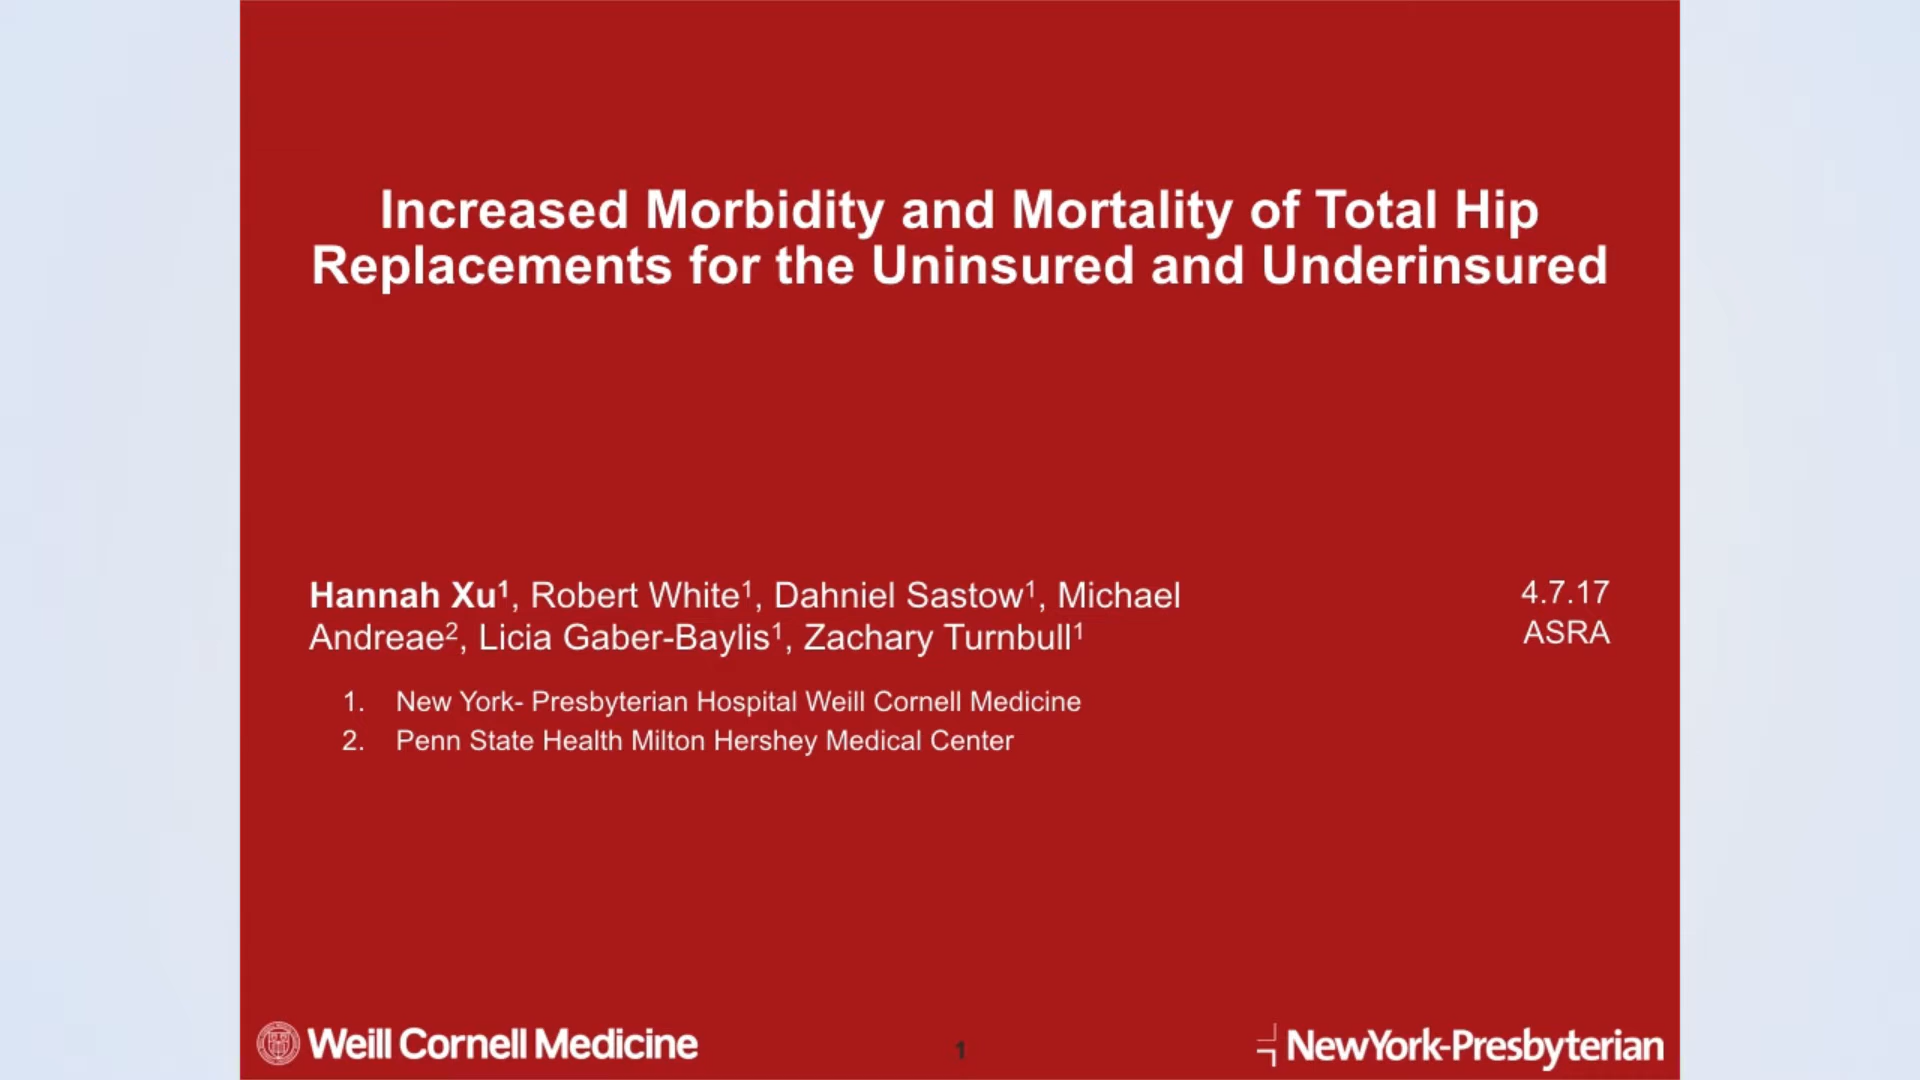 Increased Morbidity and Mortality of Total Hip
Replacements for the Uninsured and Underinsured
Hannah Xu¹, Robert White¹, Dahniel Sastow¹, Michael
Andreae², Licia Gaber-Baylis¹, Zachary Turnbull¹
4.7.17
ASRA
1. New York- Presbyterian Hospital Weill Cornell Medicine
2. Penn State Health Milton Hershey Medical Center
Weill Cornell Medicine
1
NewYork-Presbyterian